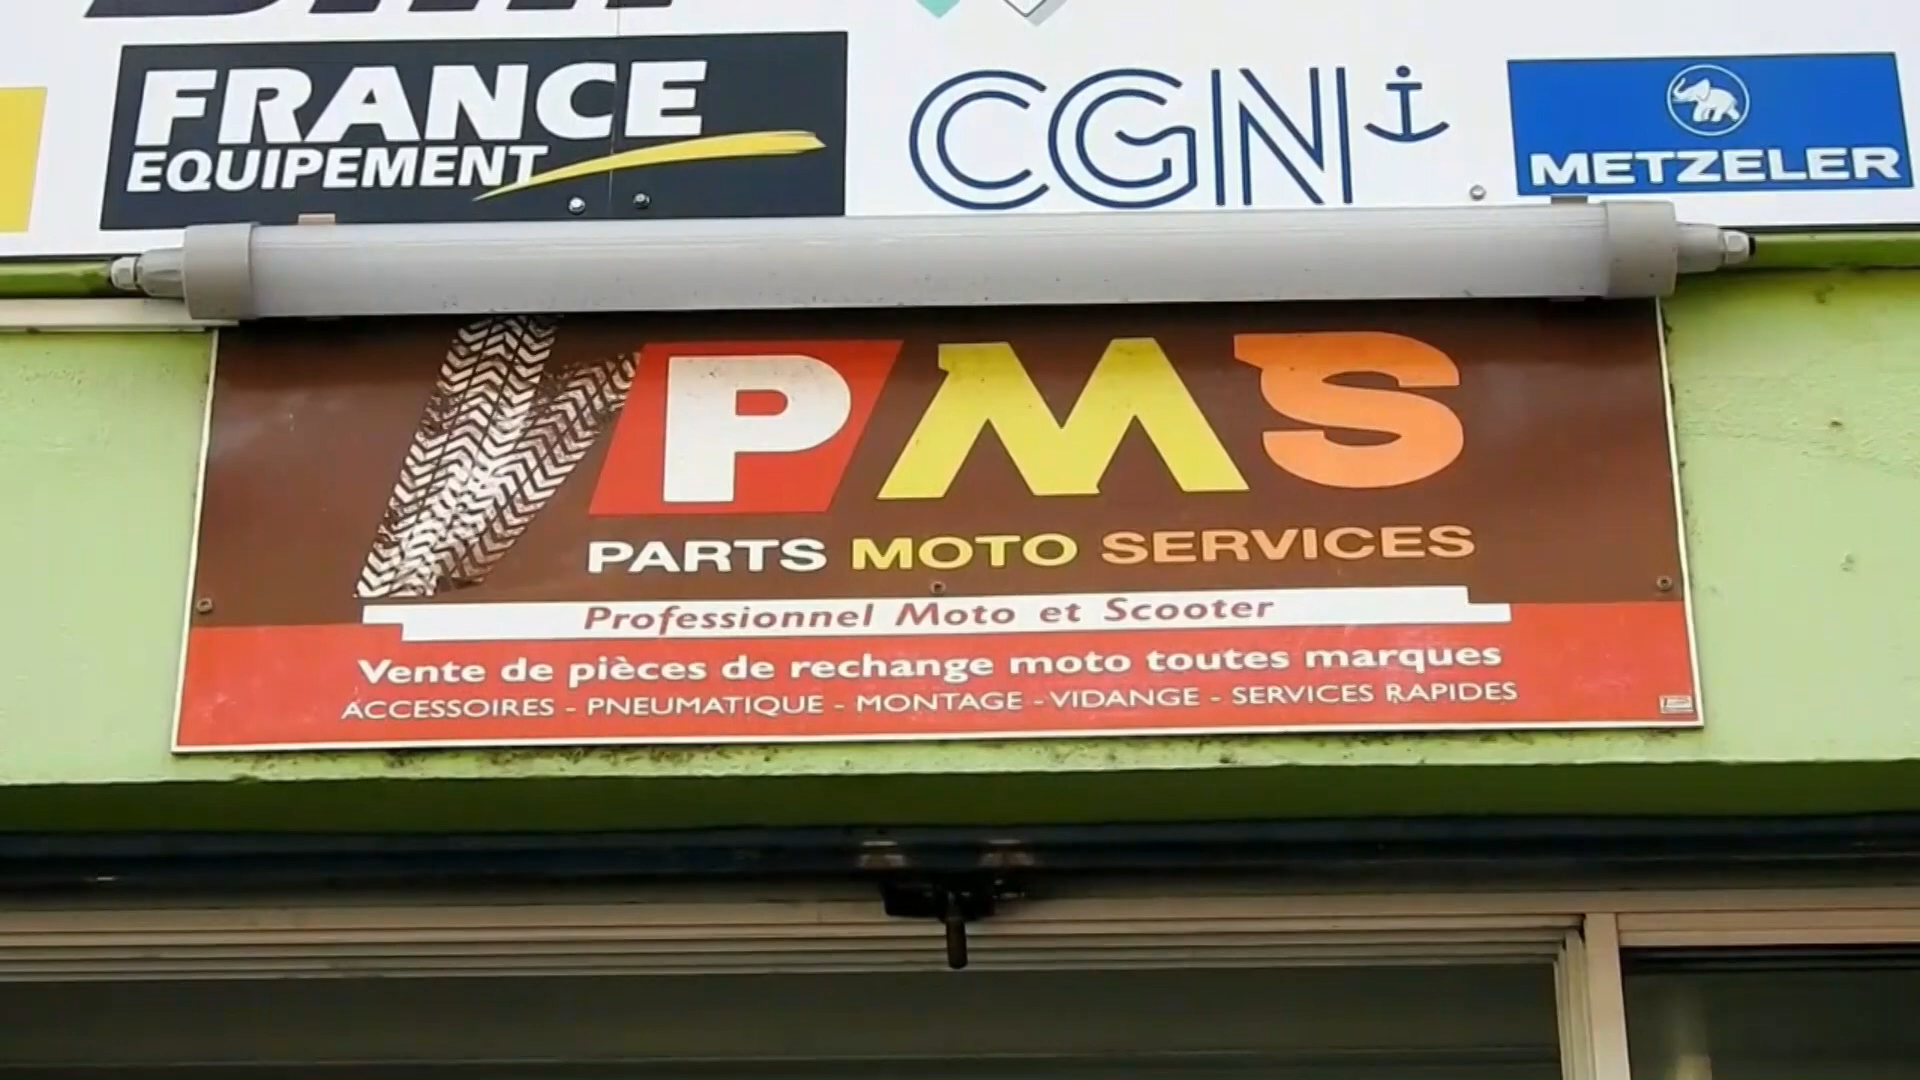 FRANCE
EQUIPEMENT
CGN
METZELER
PMS
PARTS MOTO SERVICES
Professionnel Moto et Scooter
Vente de pièces de rechange moto toutes marques
ACCESSOIRES - PNEUMATIQUE - MONTAGE - VIDANGE - SERVICES RAPIDES